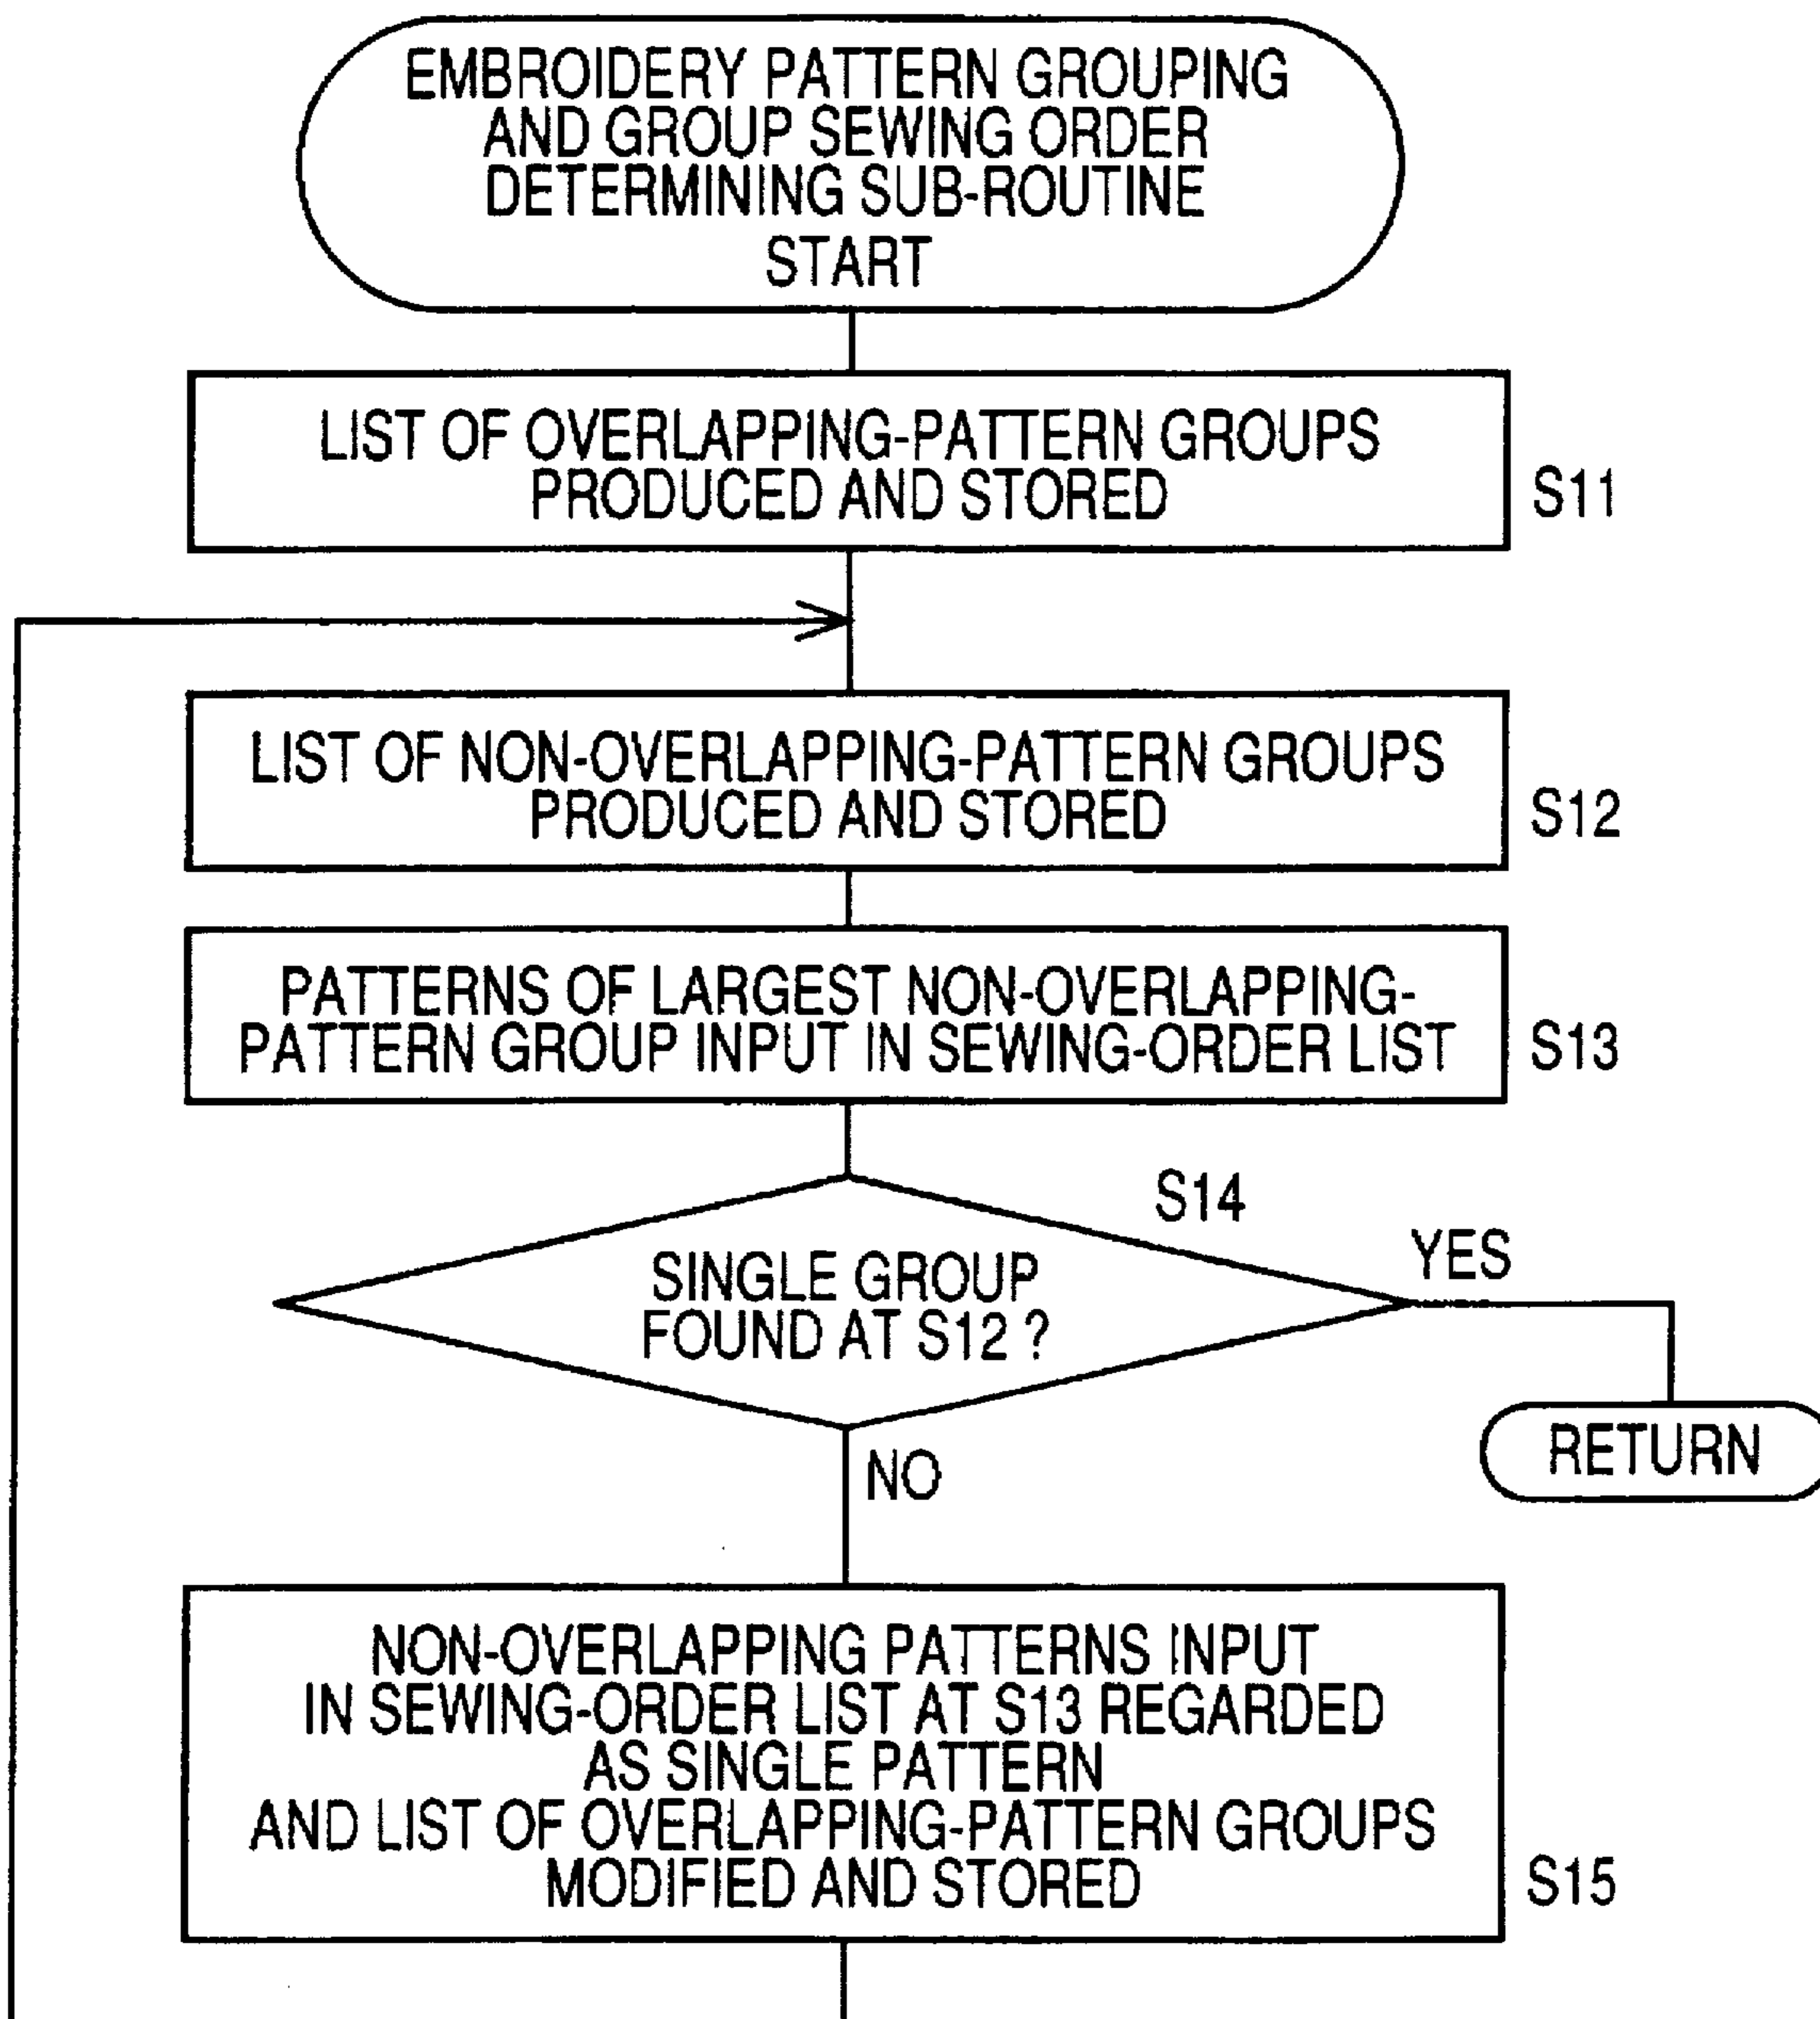 EMBROIDERY PATTERN GROUPING
AND GROUP SEWING ORDER
DETERMINING SUB-ROUTINE
START
LIST OF OVERLAPPING-PATTERN GROUPS
PRODUCED AND STORED
S11
LIST OF NON-OVERLAPPING-PATTERN GROUPS
PRODUCED AND STORED
S12
PATTERNS OF LARGEST NON-OVERLAPPING-
PATTERN GROUP INPUT IN SEWING-ORDER LIST
S13
S14
SINGLE GROUP
FOUND AT S12 ?
YES
RETURN
NO
NON-OVERLAPPING PATTERNS INPUT
IN SEWING-ORDER LIST AT S13 REGARDED
AS SINGLE PATTERN
AND LIST OF OVERLAPPING-PATTERN GROUPS
MODIFIED AND STORED
S15